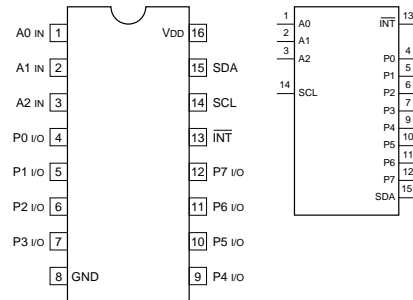 A0 IN 1
VDD 16
A1 IN 2
15 SDA
A2 IN 3
14 SCL
P0 I/O 4
13 INT
P1 I/O 5
12 P7 I/O
P2 I/O 6
11 P6 I/O
P3 I/O 7
10 P5 I/O
8 GND
9 P4 I/O
1 A0
INT 13
2 A1
3 A2
P0 4
P1 5
14 SCL
P2 6
P3 7
P4 9
P5 10
P6 11
P7 12
SDA 15